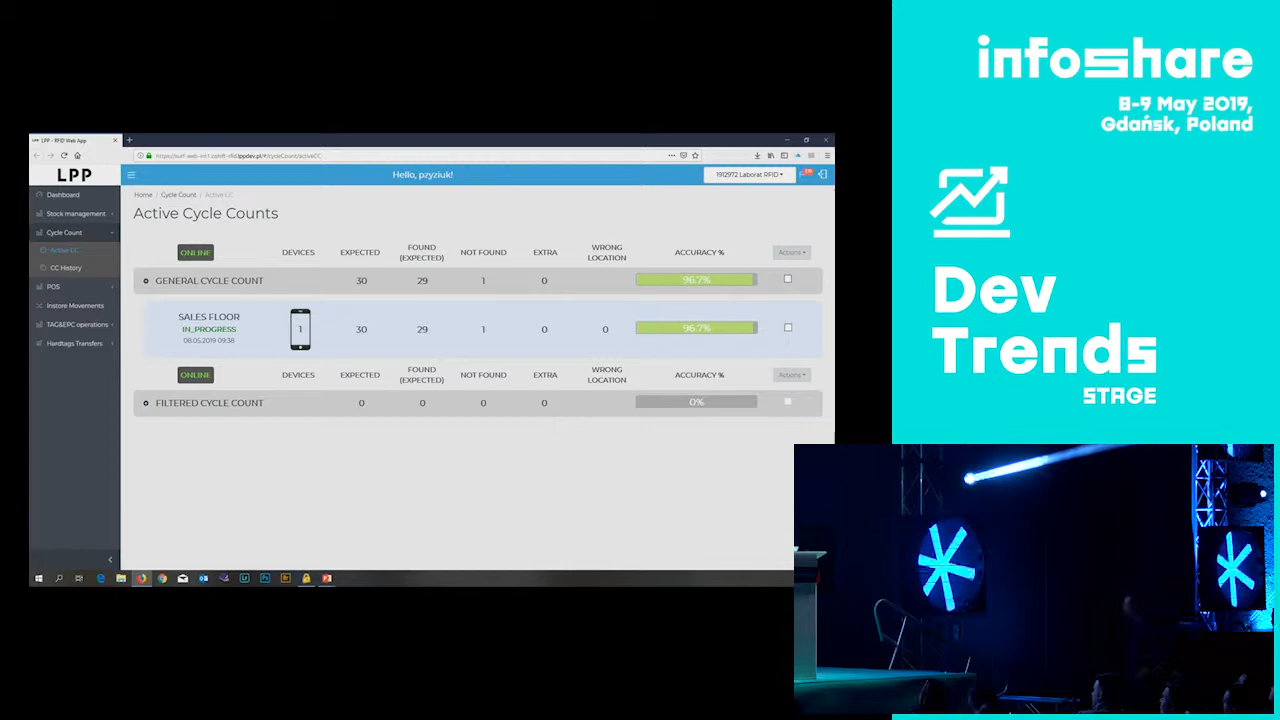 infoshare
8-9 May 2019,
Gdańsk, Poland
Dev
Trends
STAGE
LPP - RFID Web App
LPP
Hello, pzyziuk!
1912972 Laborat RFID
Dashboard
Stock management
Cycle Count
Active CC
CC History
POS
Instore Movements
TAG&EPC operations
Hardtags Transfers
Home / Cycle Count / Active CC
Active Cycle Counts
ONLINE DEVICES EXPECTED FOUND (EXPECTED) NOT FOUND EXTRA WRONG LOCATION ACCURACY % Actions
GENERAL CYCLE COUNT 30 29 1 0 96.7%
SALES FLOOR
IN_PROGRESS
08.05.2019 09:38
1 30 29 1 0 0 96.7%
ONLINE DEVICES EXPECTED FOUND (EXPECTED) NOT FOUND EXTRA WRONG LOCATION ACCURACY % Actions
FILTERED CYCLE COUNT 0 0 0 0 0%